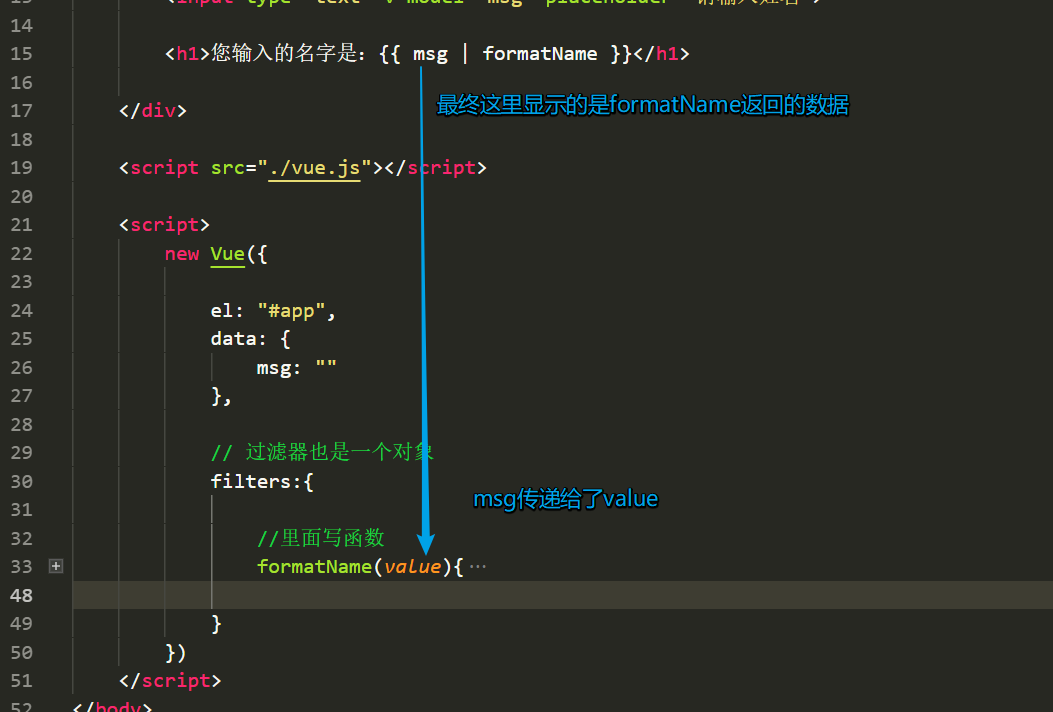 13 <input type="text" v-model="msg" placeholder="请输入姓名">
14
15 <h1>您输入的名字是：{{ msg | formatName }}</h1>
16
最终这里显示的是formatName返回的数据
17 </div>
18
19 <script src="./vue.js"></script>
20
21 <script>
22 new Vue({
23
24 el: "#app",
25 data: {
26 msg: ""
27 },
28
29 // 过滤器也是一个对象
30 filters:{
31
msg传递给了value
32 //里面写函数
33 formatName(value){ ···
48
49 }
50 })
51 </script>
52 </body>